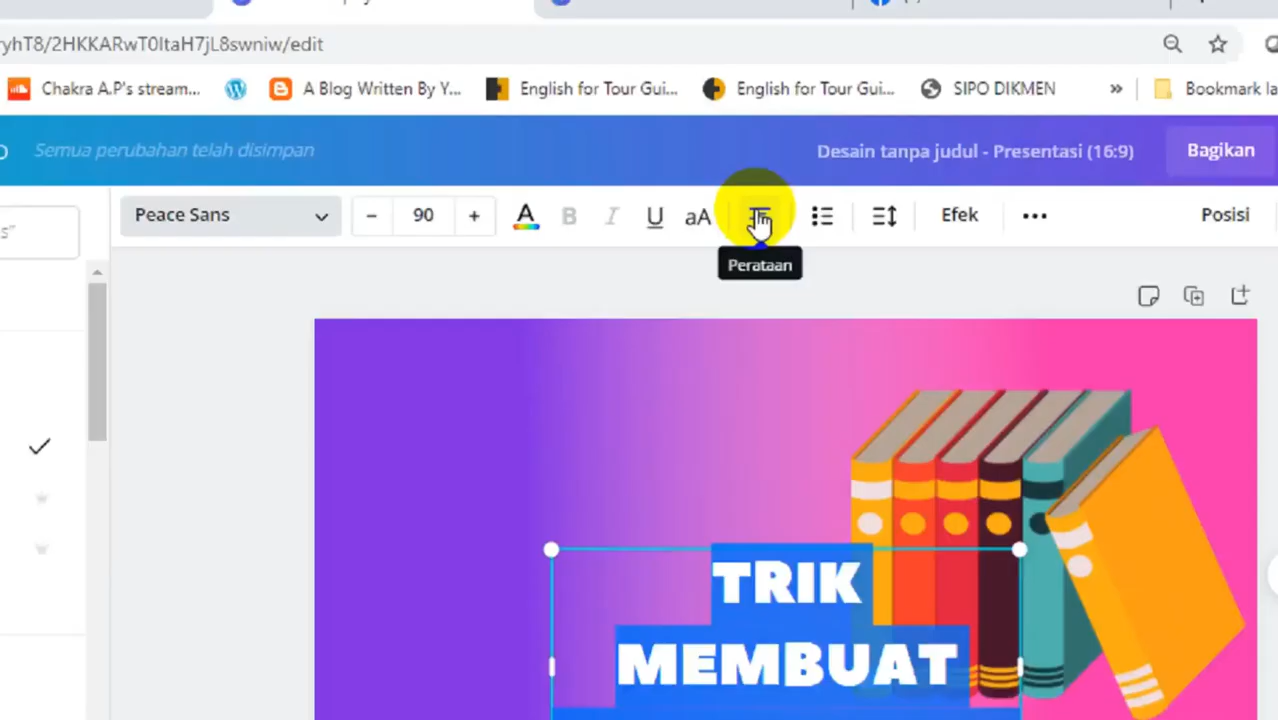 ryhT8/2HKKARwT0ItaH7jL8swniw/edit
Chakra A.P's stream... A Blog Written By Y... English for Tour Gui... English for Tour Gui... SIPO DIKMEN » Bookmark la
Semua perubahan telah disimpan Desain tanpa judul - Presentasi (16:9) Bagikan
Peace Sans − 90 + A B I U aA Efek ••• Posisi
Perataan
TRIK
MEMBUAT